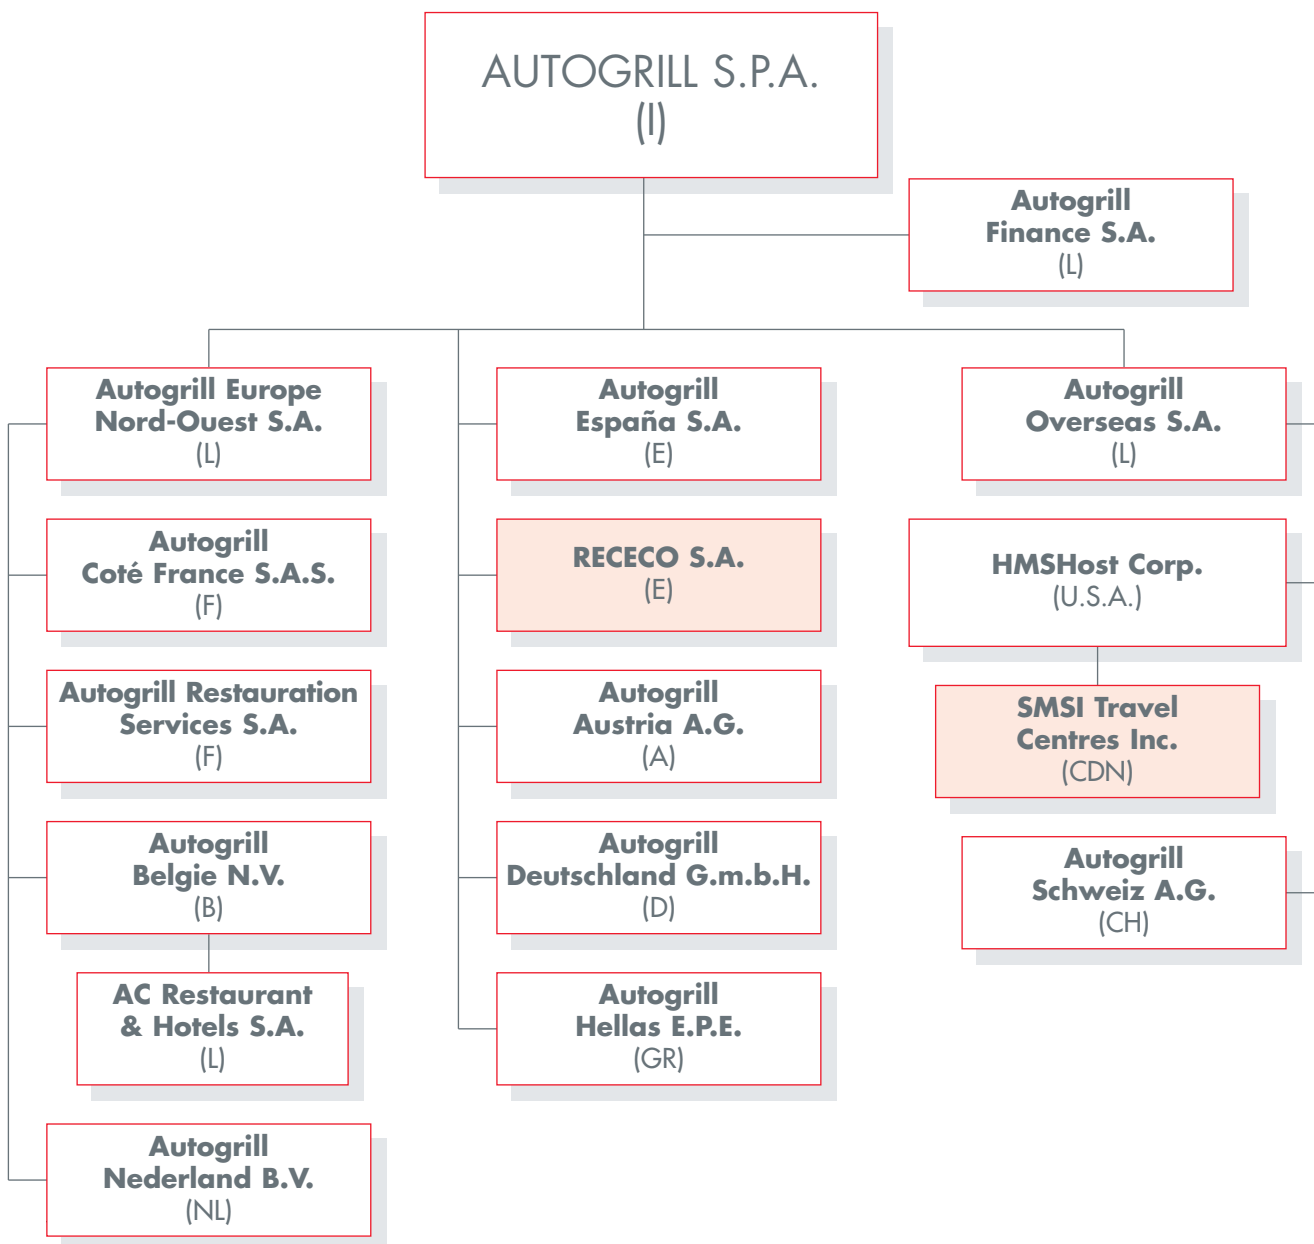 AUTOGRILL S.P.A.
(I)
Autogrill
Finance S.A.
(L)
Autogrill Europe
Nord-Ouest S.A.
(L)
Autogrill
Coté France S.A.S.
(F)
Autogrill Restauration
Services S.A.
(F)
Autogrill
Belgie N.V.
(B)
AC Restaurant
& Hotels S.A.
(L)
Autogrill
Nederland B.V.
(NL)
Autogrill
España S.A.
(E)
RECECO S.A.
(E)
Autogrill
Austria A.G.
(A)
Autogrill
Deutschland G.m.b.H.
(D)
Autogrill
Hellas E.P.E.
(GR)
Autogrill
Overseas S.A.
(L)
HMSHost Corp.
(U.S.A.)
SMSI Travel
Centres Inc.
(CDN)
Autogrill
Schweiz A.G.
(CH)